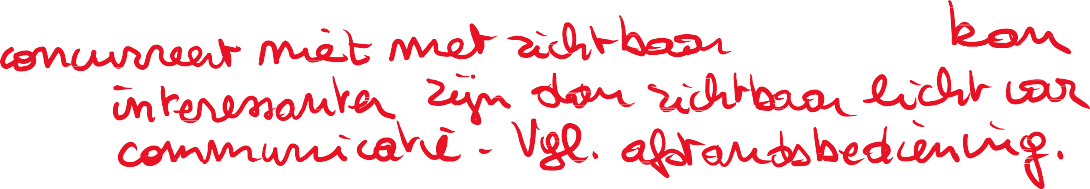 concurreert niet met zichtbaar kan
interessanter zijn dan zichtbaar licht voor
communicatie - Vgl. afstandsbediening.